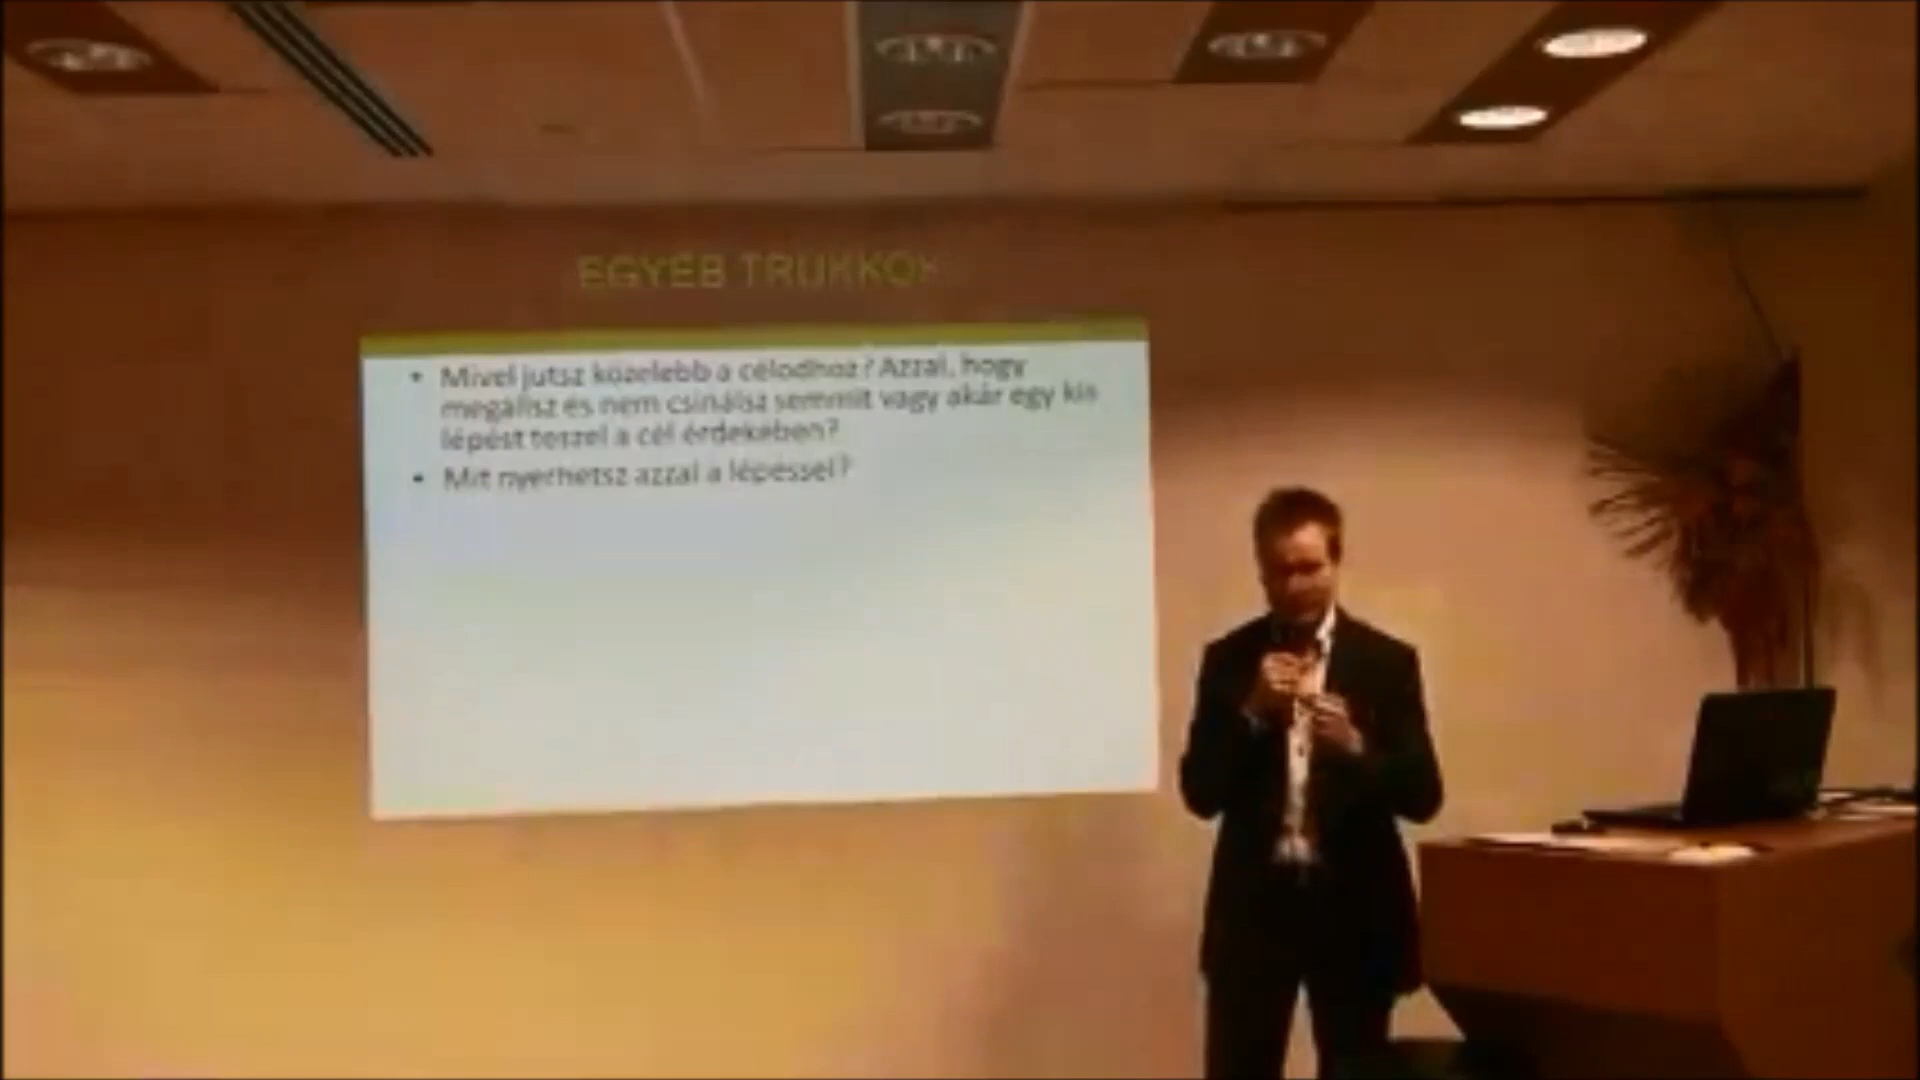 EGYÉB TRÜKKÖK
• Mivel jutsz közelebb a célodhoz? Azzal, hogy
megállsz és nem csinálsz semmit vagy akár egy kis
lépést teszel a cél érdekében?
• Mit nyerhetsz azzal a lépéssel?